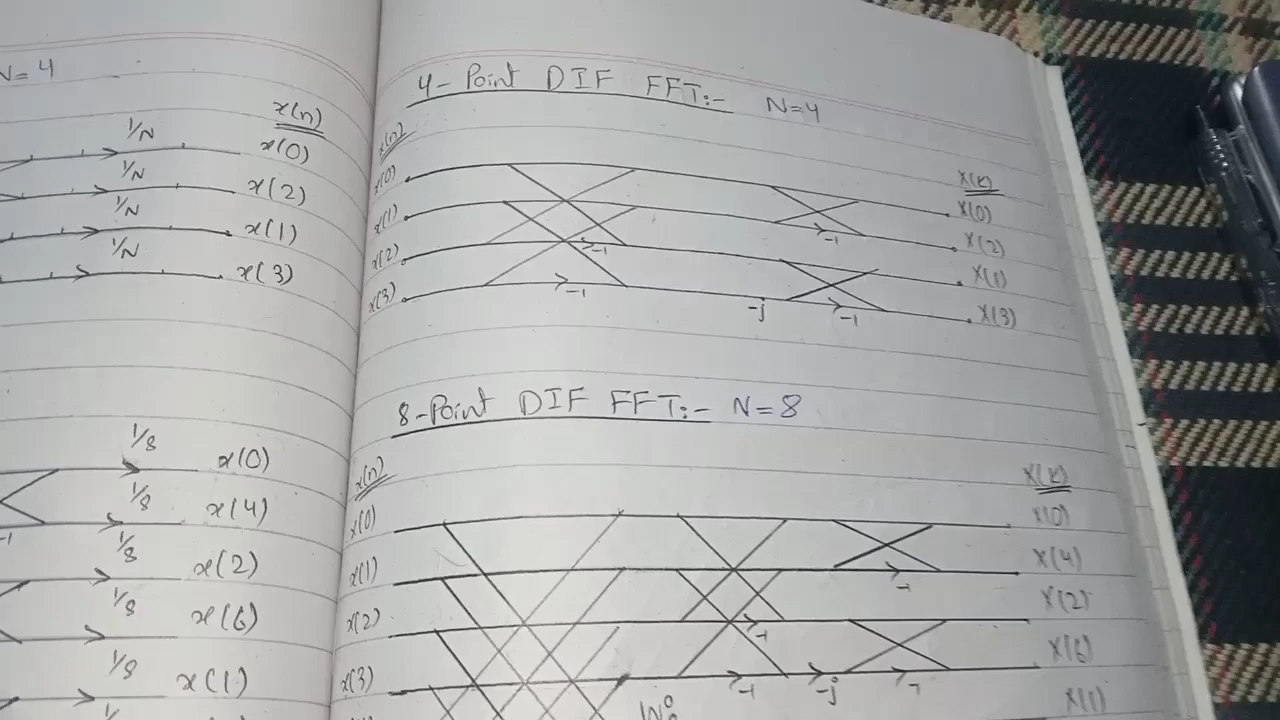 N=4
x(n)
1/N
x(0)
1/N
x(2)
1/N
x(1)
1/N
x(3)
1/8
x(0)
1/8
x(4)
-1
1/8
x(2)
1/8
x(6)
1/8
x(1)
4-Point DIF FFT:- N=4
x(n)
X(k)
x(0)
X(0)
x(1)
-1
X(2)
x(2)
-1
X(1)
x(3)
-1
-j
-1
X(3)
8-Point DIF FFT:- N=8
x(n)
X(k)
x(0)
X(0)
x(1)
-1
X(4)
x(2)
-1
X(2)
x(3)
-1
-j
-1
X(6)
X(1)